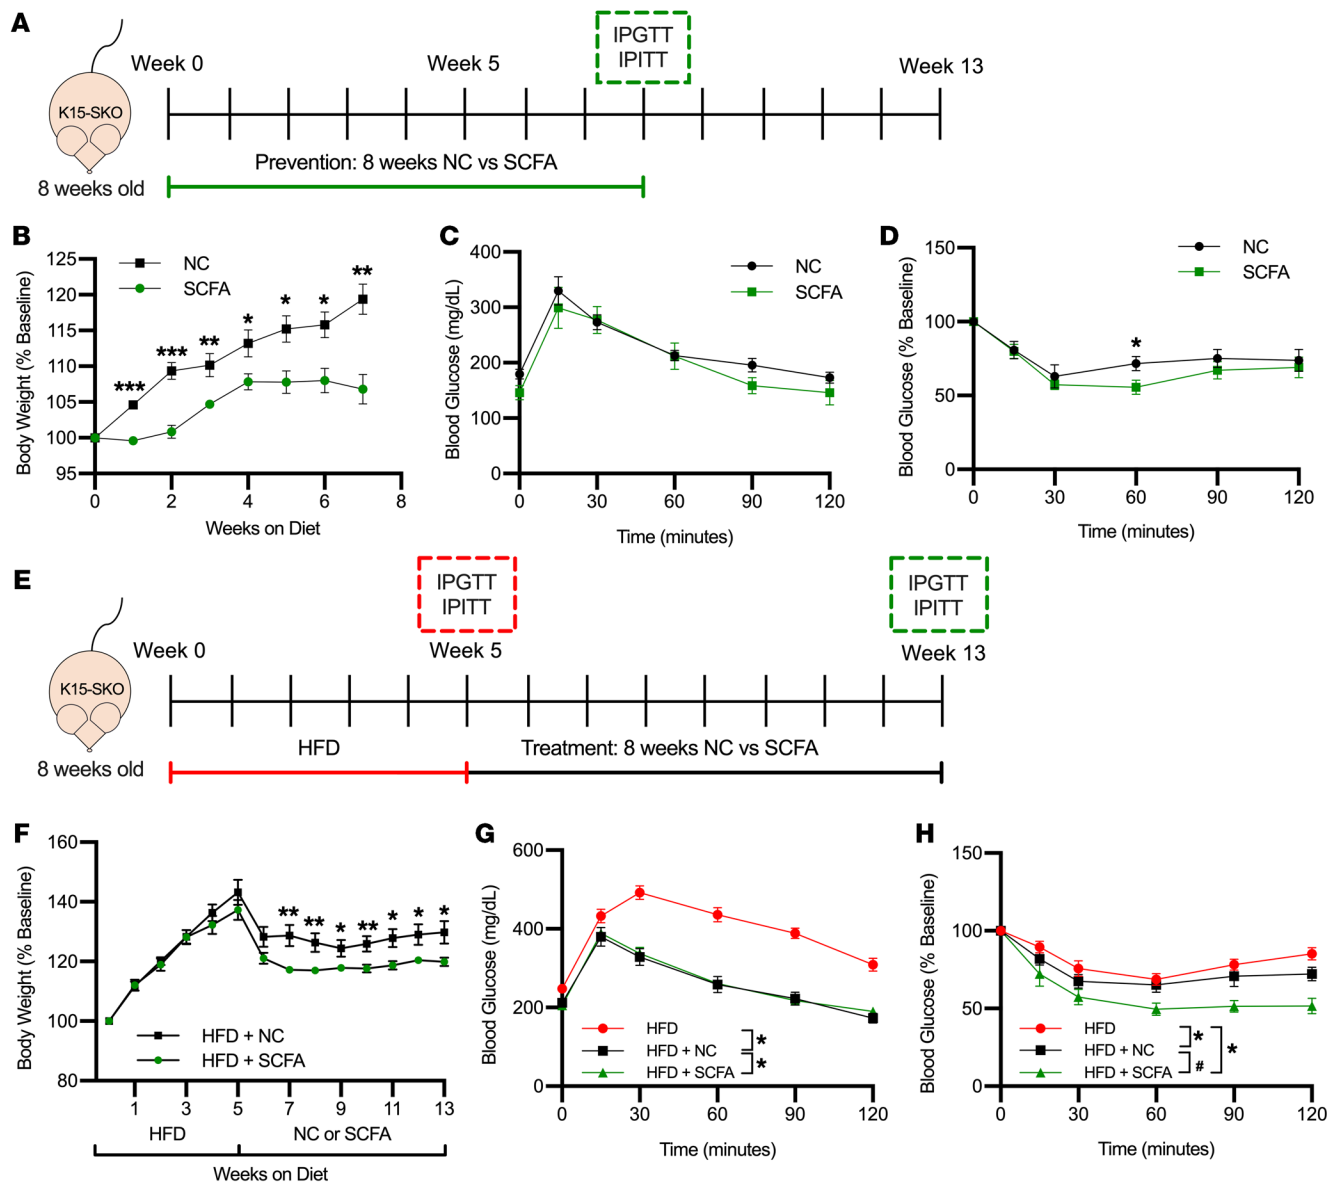 A
Week 0
Week 5
IPGTT
IPITT
Week 13
K15-SKO
8 weeks old
Prevention: 8 weeks NC vs SCFA
B
Body Weight (% Baseline)
125
120
115
110
105
100
95
NC
SCFA
***
***
**
*
*
*
**
0
2
4
6
8
Weeks on Diet
C
Blood Glucose (mg/dL)
400
300
200
100
0
NC
SCFA
0
30
60
90
120
Time (minutes)
D
Blood Glucose (% Baseline)
150
100
50
0
NC
SCFA
*
0
30
60
90
120
Time (minutes)
E
Week 0
IPGTT
IPITT
Week 5
IPGTT
IPITT
Week 13
K15-SKO
8 weeks old
HFD
Treatment: 8 weeks NC vs SCFA
F
Body Weight (% Baseline)
160
140
120
100
80
**
**
*
**
*
*
*
HFD + NC
HFD + SCFA
1
3
5
7
9
11
13
HFD
NC or SCFA
Weeks on Diet
G
Blood Glucose (mg/dL)
600
400
200
0
HFD
HFD + NC
HFD + SCFA
*
*
0
30
60
90
120
Time (minutes)
H
Blood Glucose (% Baseline)
150
100
50
0
HFD
HFD + NC
HFD + SCFA
*
#
*
0
30
60
90
120
Time (minutes)